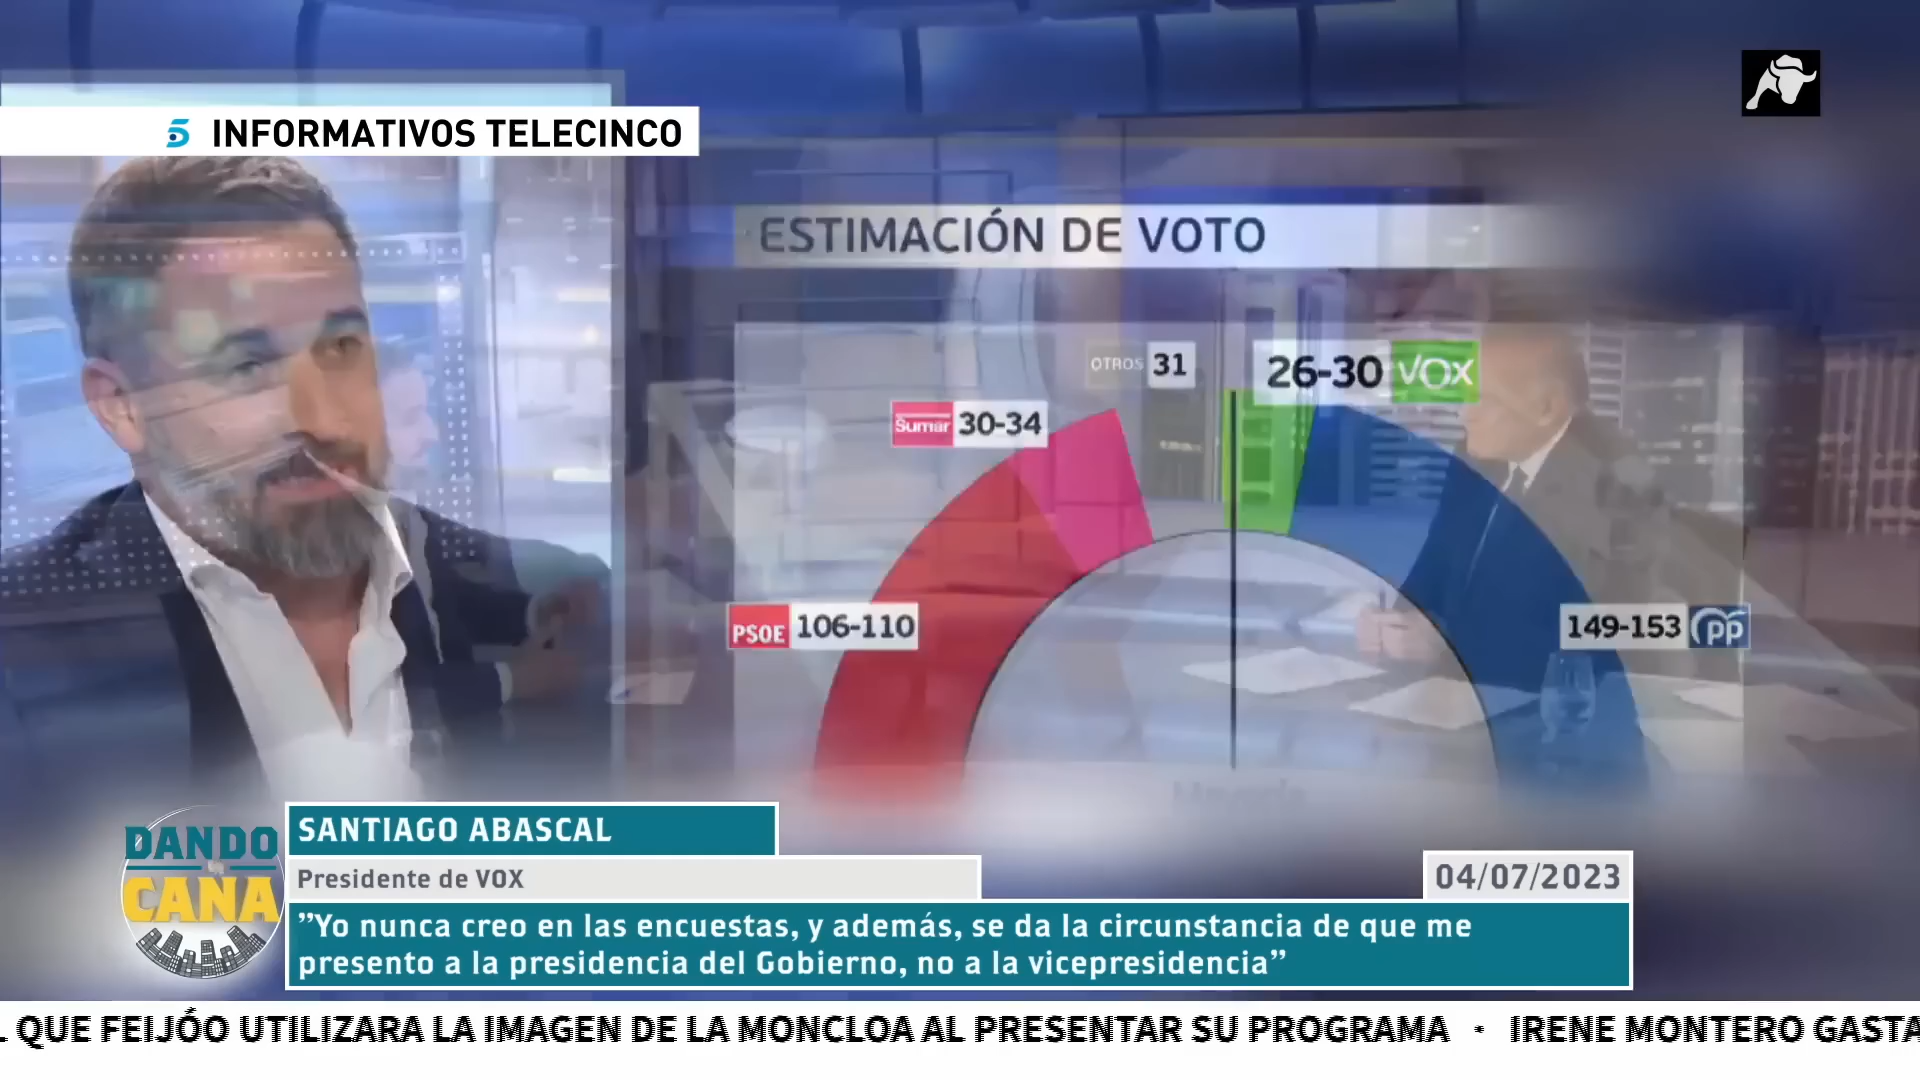 INFORMATIVOS TELECINCO
ESTIMACIÓN DE VOTO
OTROS 31
26-30 VOX
Sumar 30-34
PSOE 106-110
149-153 PP
SANTIAGO ABASCAL
DANDO
CANA
Presidente de VOX
04/07/2023
"Yo nunca creo en las encuestas, y además, se da la circunstancia de que me
presento a la presidencia del Gobierno, no a la vicepresidencia"
QUE FEIJÓO UTILIZARA LA IMAGEN DE LA MONCLOA AL PRESENTAR SU PROGRAMA · IRENE MONTERO GASTA